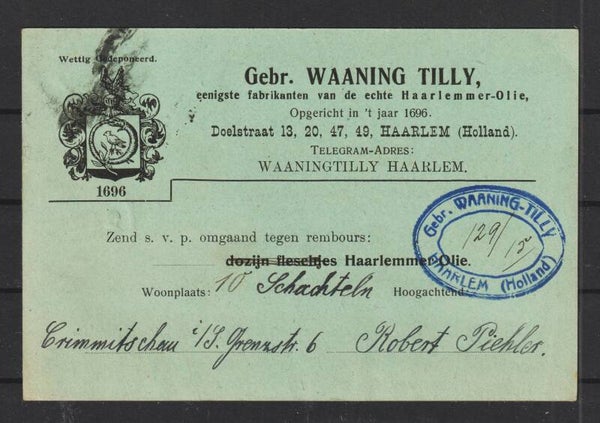 Wettig Gedeponeerd.
1696
Gebr. WAANING TILLY,
eenigste fabrikanten van de echte Haarlemmer-Olie,
Opgericht in 't jaar 1696.
Doelstraat 13, 20, 47, 49, HAARLEM (Holland).
TELEGRAM-ADRES:
WAANINGTILLY HAARLEM.
Gebr. WAANING-TILLY
129/15
HAARLEM (Holland)
Zend s. v. p. omgaand tegen rembours:
dozijn fleschjes Haarlemmer-Olie.
Woonplaats: 10 Schachteln Hoogachtend:
Crimmitschau i/S. Grenzstr. 6 Robert Piehler.